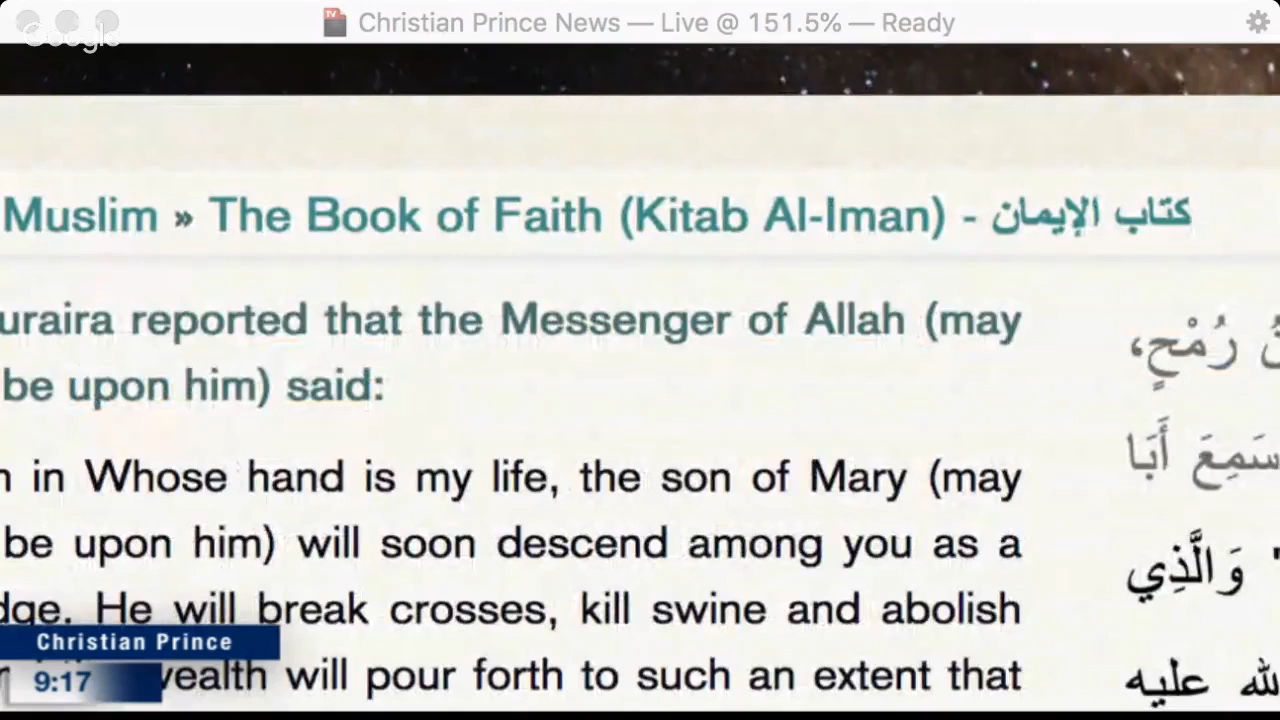 Christian Prince News — Live @ 151.5% — Ready
Google
Muslim » The Book of Faith (Kitab Al-Iman) - كتاب الإيمان
uraira reported that the Messenger of Allah (may
be upon him) said:
n in Whose hand is my life, the son of Mary (may
be upon him) will soon descend among you as a
dge. He will break crosses, kill swine and abolish
wealth will pour forth to such an extent that
رُمْحٍ،
سَمِعَ أَبَا
" وَالَّذِي
الله عليه
Christian Prince
9:17